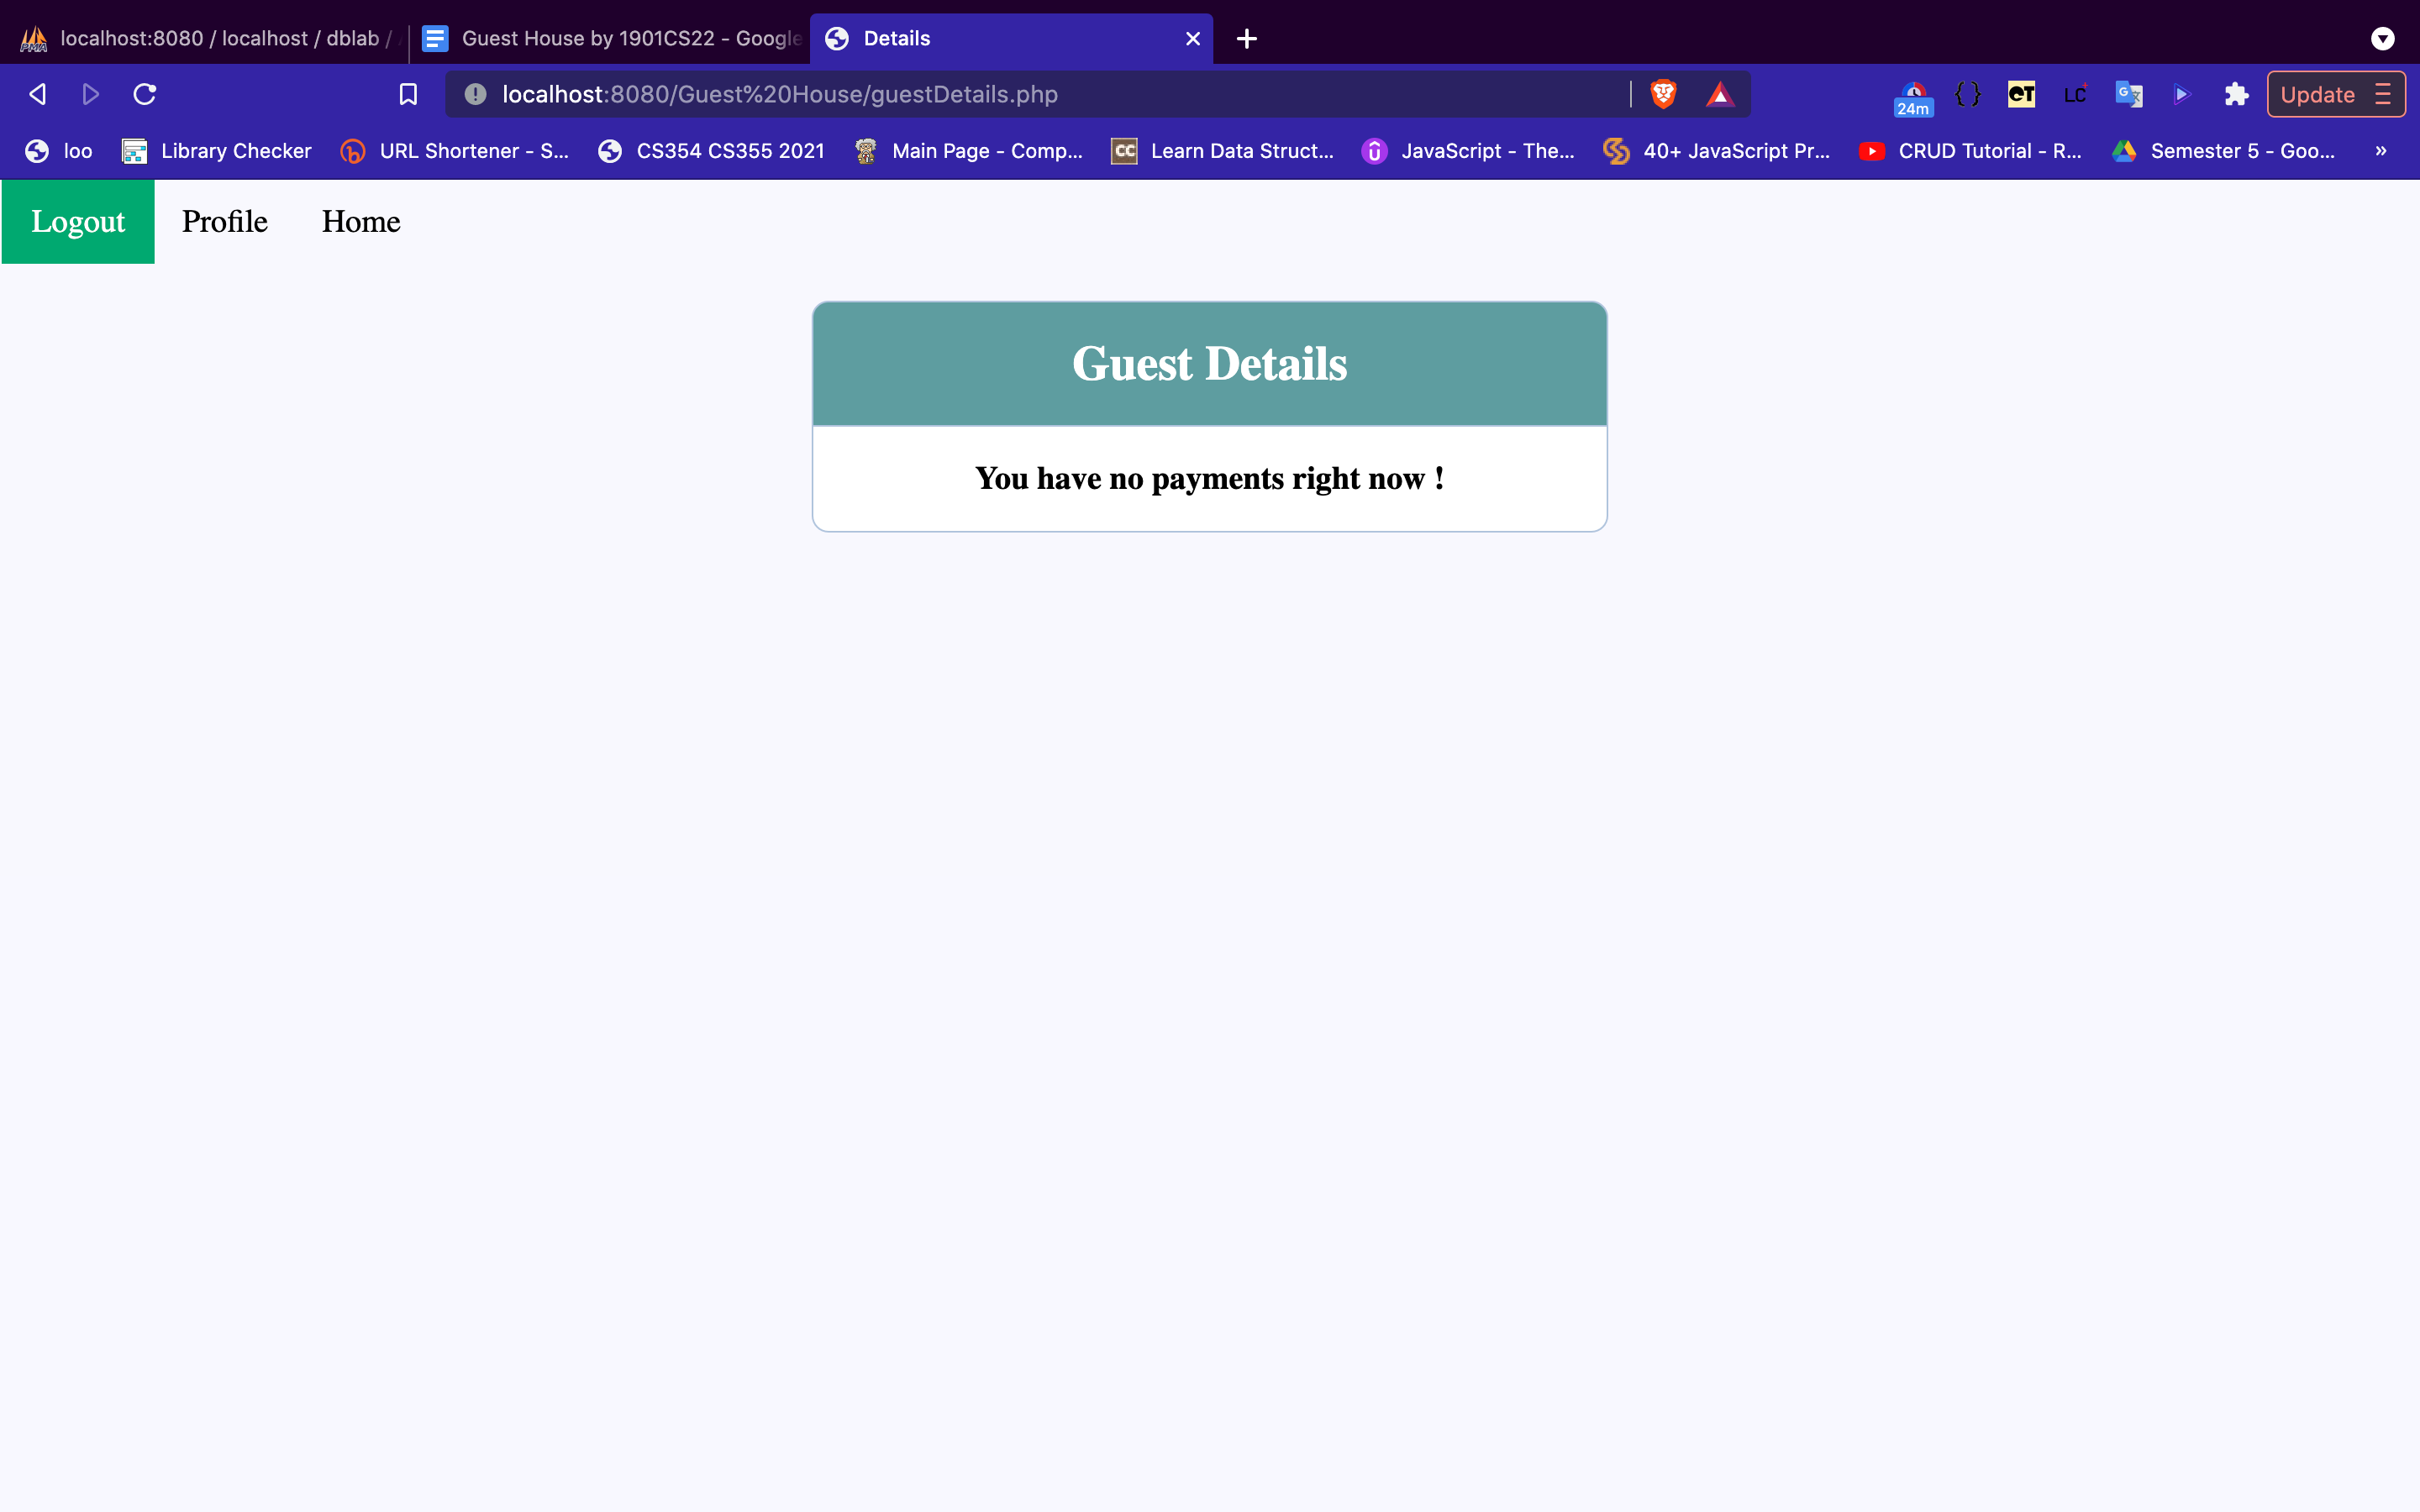 localhost:8080 / localhost / dblab /
Guest House by 1901CS22 - Google
Details
localhost:8080/Guest%20House/guestDetails.php
24m
LC
Update
loo
Library Checker
URL Shortener - S...
CS354 CS355 2021
Main Page - Comp...
Learn Data Struct...
JavaScript - The...
40+ JavaScript Pr...
CRUD Tutorial - R...
Semester 5 - Goo...
»
Logout
Profile
Home
Guest Details
You have no payments right now !